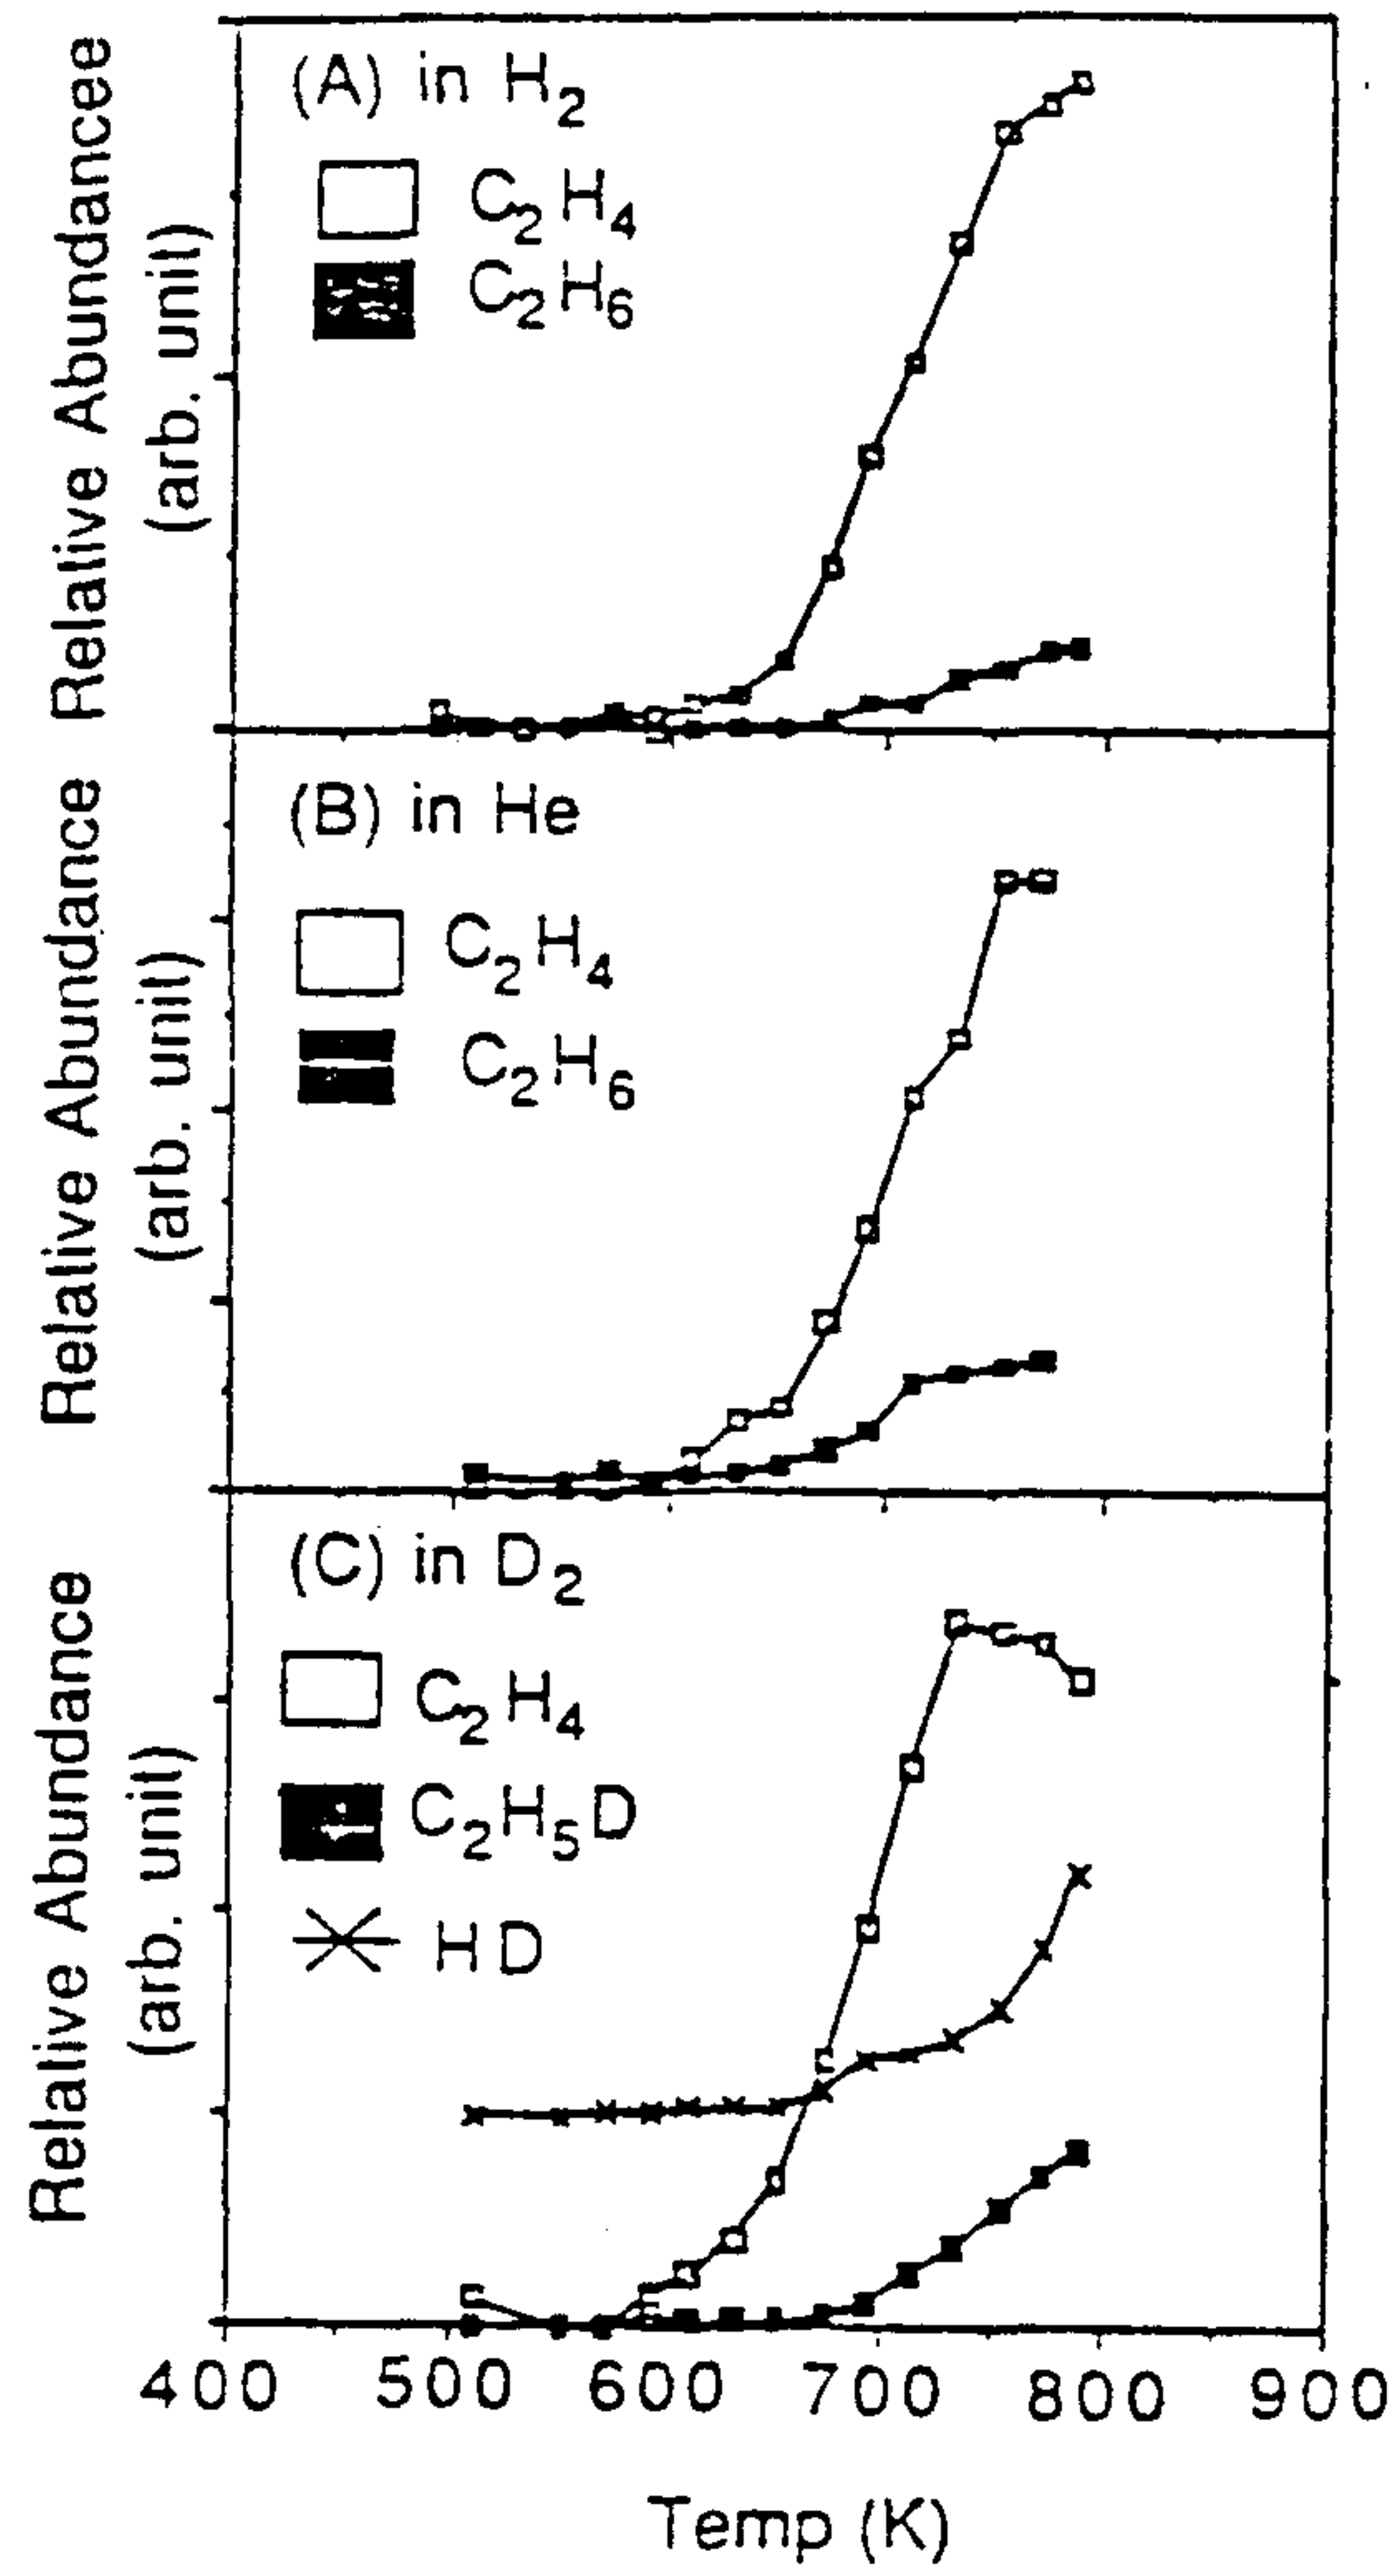 Relative Abundancee
(arb. unit)
(A) in H2
C2H4
C2H6
Relative Abundance
(arb. unit)
(B) in He
C2H4
C2H6
Relative Abundance
(arb. unit)
(C) in D2
C2H4
C2H5D
HD
400 500 600 700 800 900
Temp (K)